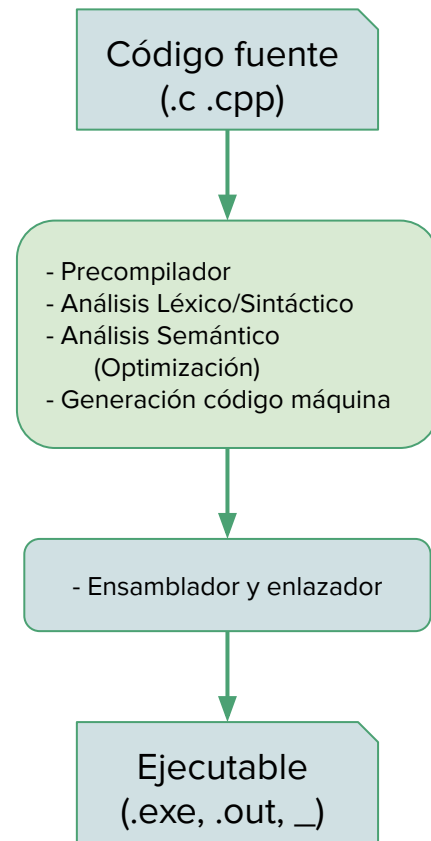 Código fuente
(.c .cpp)
- Precompilador
- Análisis Léxico/Sintáctico
- Análisis Semántico
(Optimización)
- Generación código máquina
- Ensamblador y enlazador
Ejecutable
(.exe, .out, _)